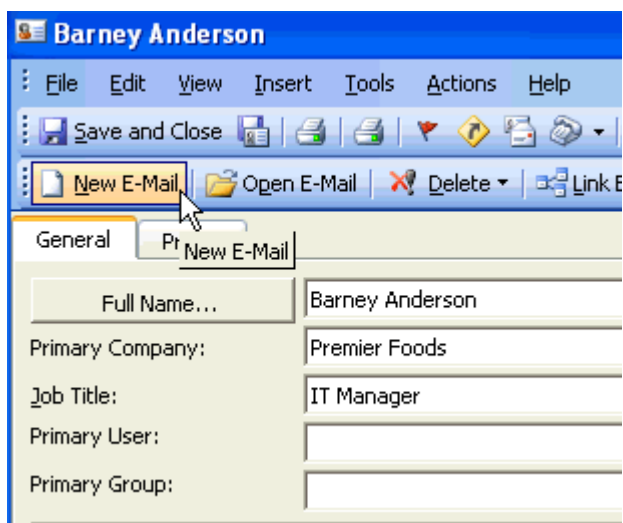 Barney Anderson
File Edit View Insert Tools Actions Help
Save and Close
New E-Mail Open E-Mail Delete Link
General
New E-Mail
Full Name... Barney Anderson
Primary Company: Premier Foods
Job Title: IT Manager
Primary User:
Primary Group: